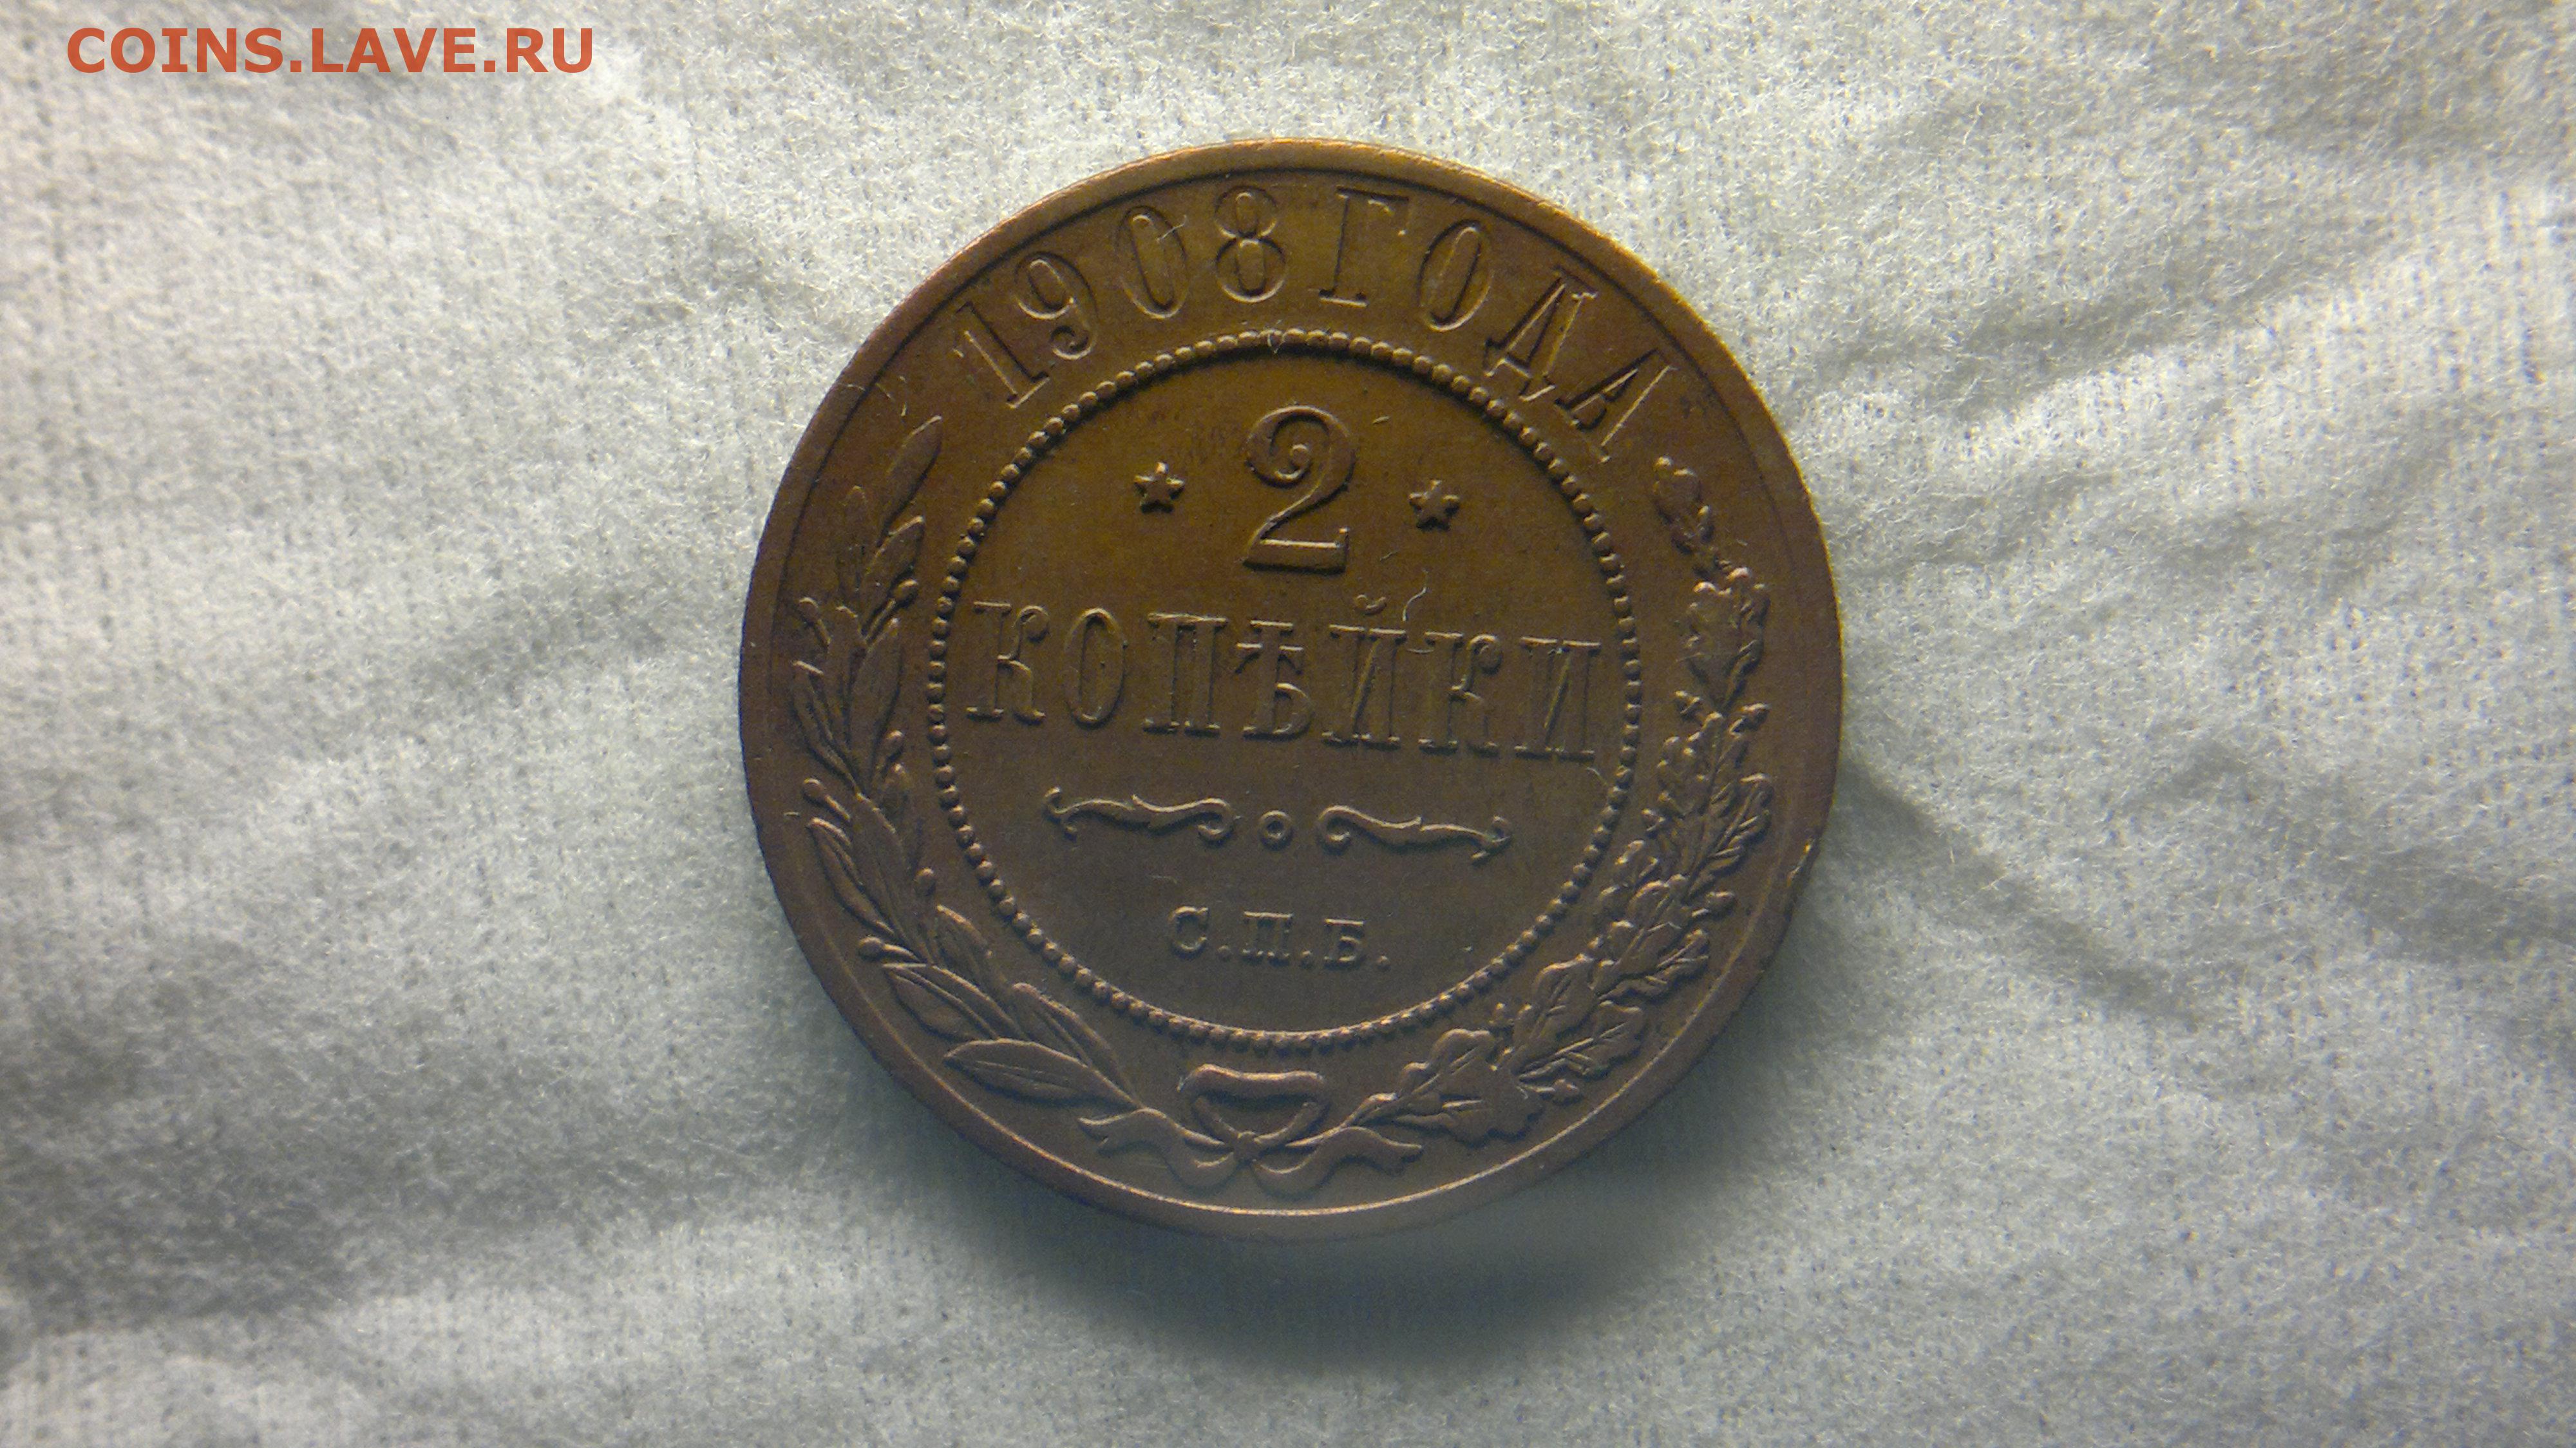 COINS.LAVE.RU
1908 ГОДА
2
КОПѢЙКИ
С.П.Б.